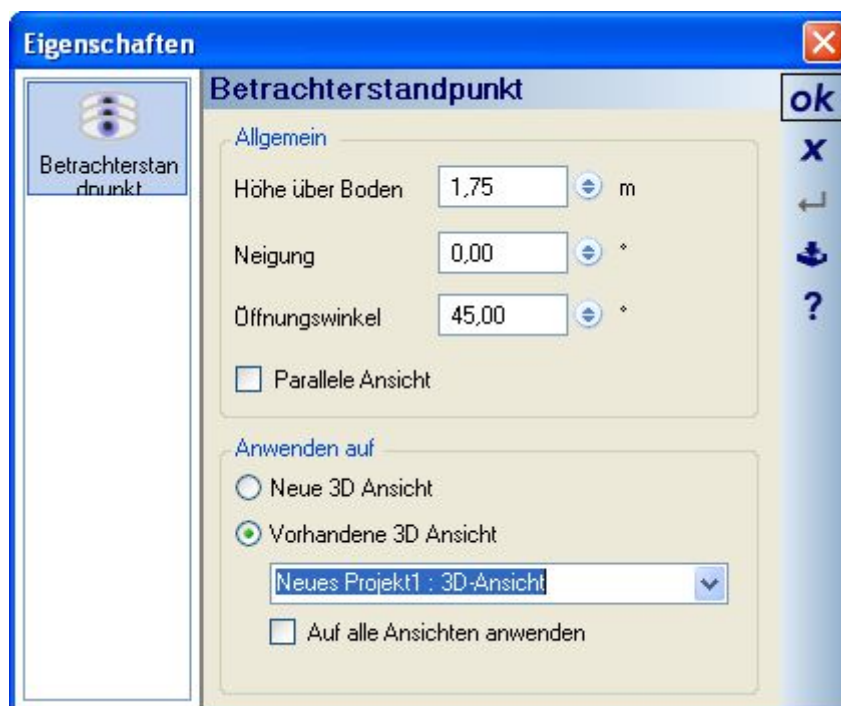 Eigenschaften
Betrachterstan
dpunkt
Betrachterstandpunkt
ok
x
?
Allgemein
Höhe über Boden 1,75 m
Neigung 0,00 °
Öffnungswinkel 45,00 °
Parallele Ansicht
Anwenden auf
Neue 3D Ansicht
Vorhandene 3D Ansicht
Neues Projekt1 : 3D-Ansicht
Auf alle Ansichten anwenden